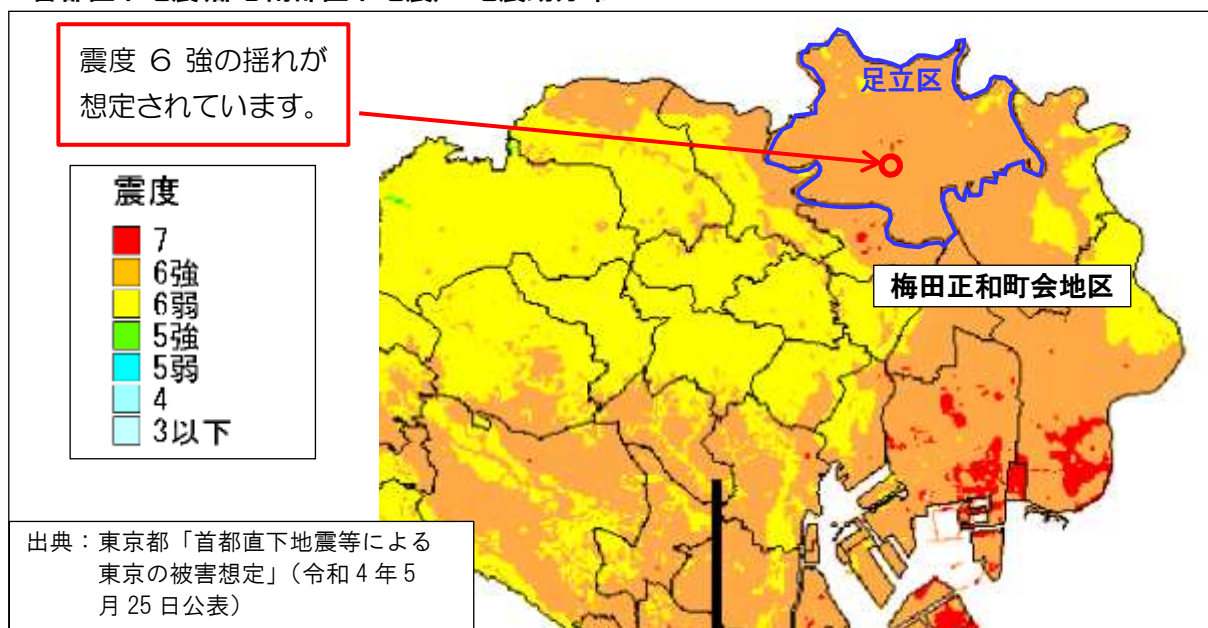 震度 6 強の揺れが
想定されています。
足立区
震度
7
6強
6弱
5強
5弱
4
3以下
梅田正和町会地区
出典：東京都「首都直下地震等による
東京の被害想定」（令和４年５
月 25 日公表）